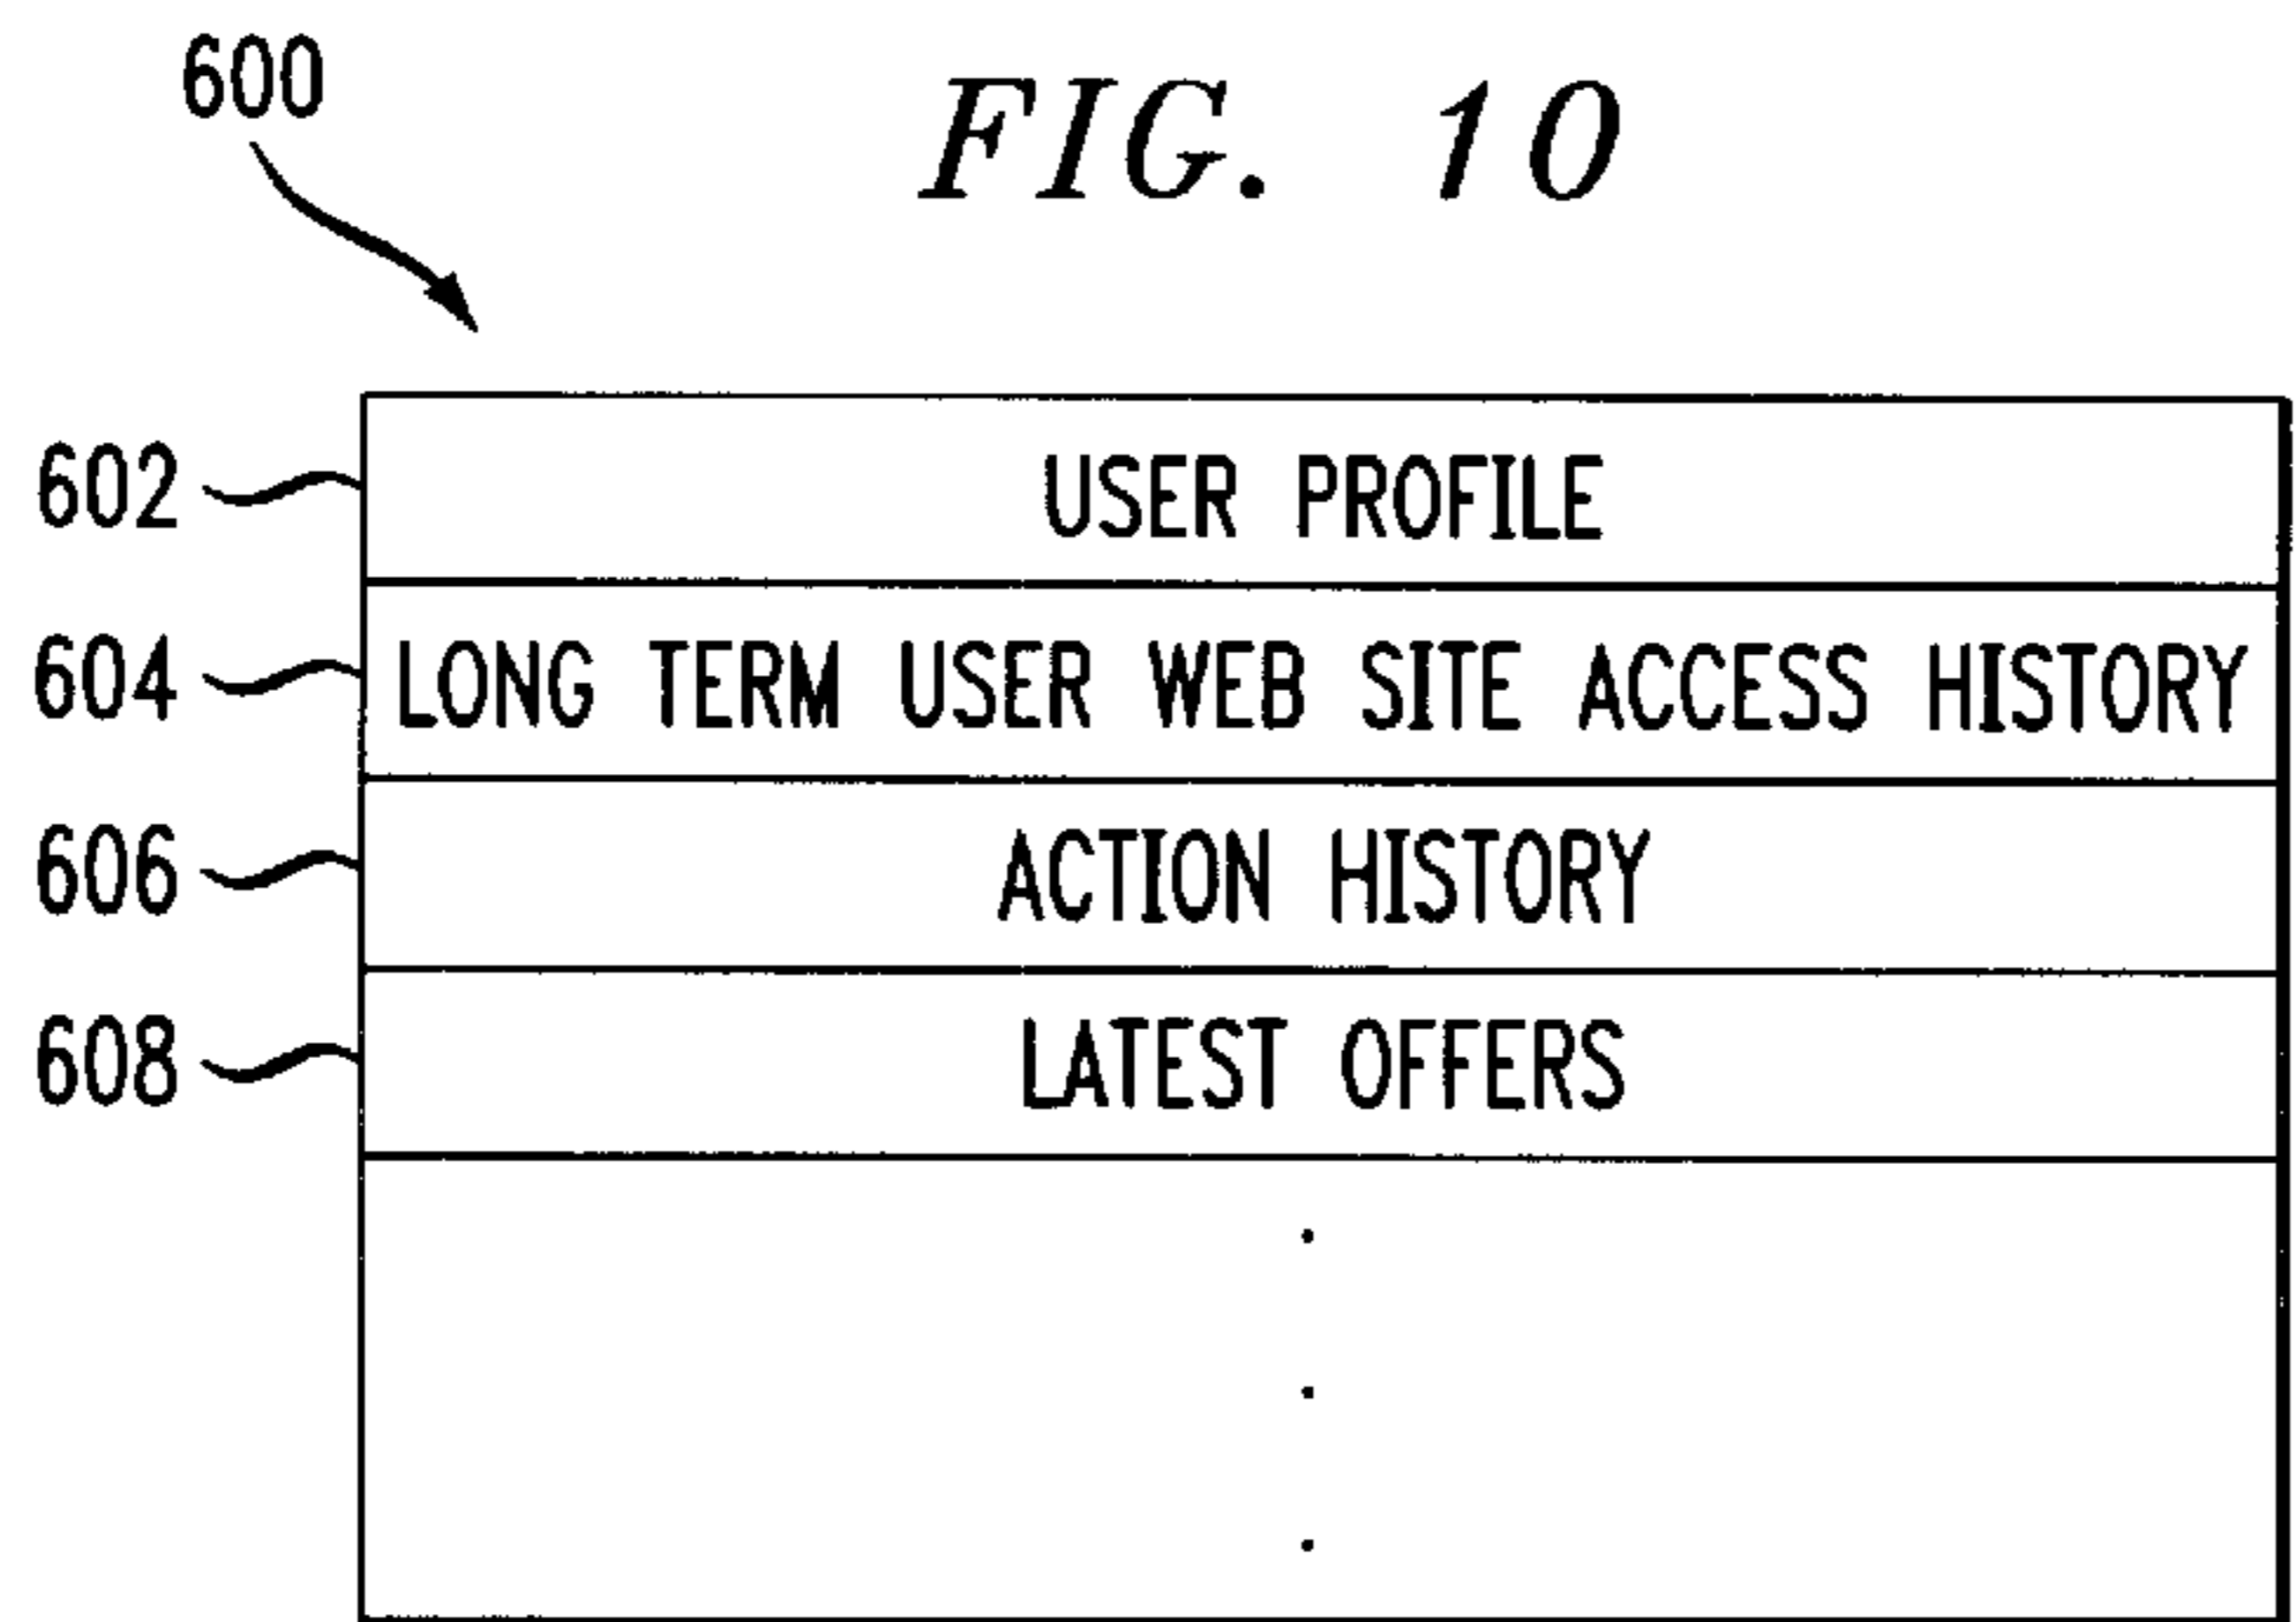 600
FIG. 10
602 USER PROFILE
604 LONG TERM USER WEB SITE ACCESS HISTORY
606 ACTION HISTORY
608 LATEST OFFERS
.
.
.